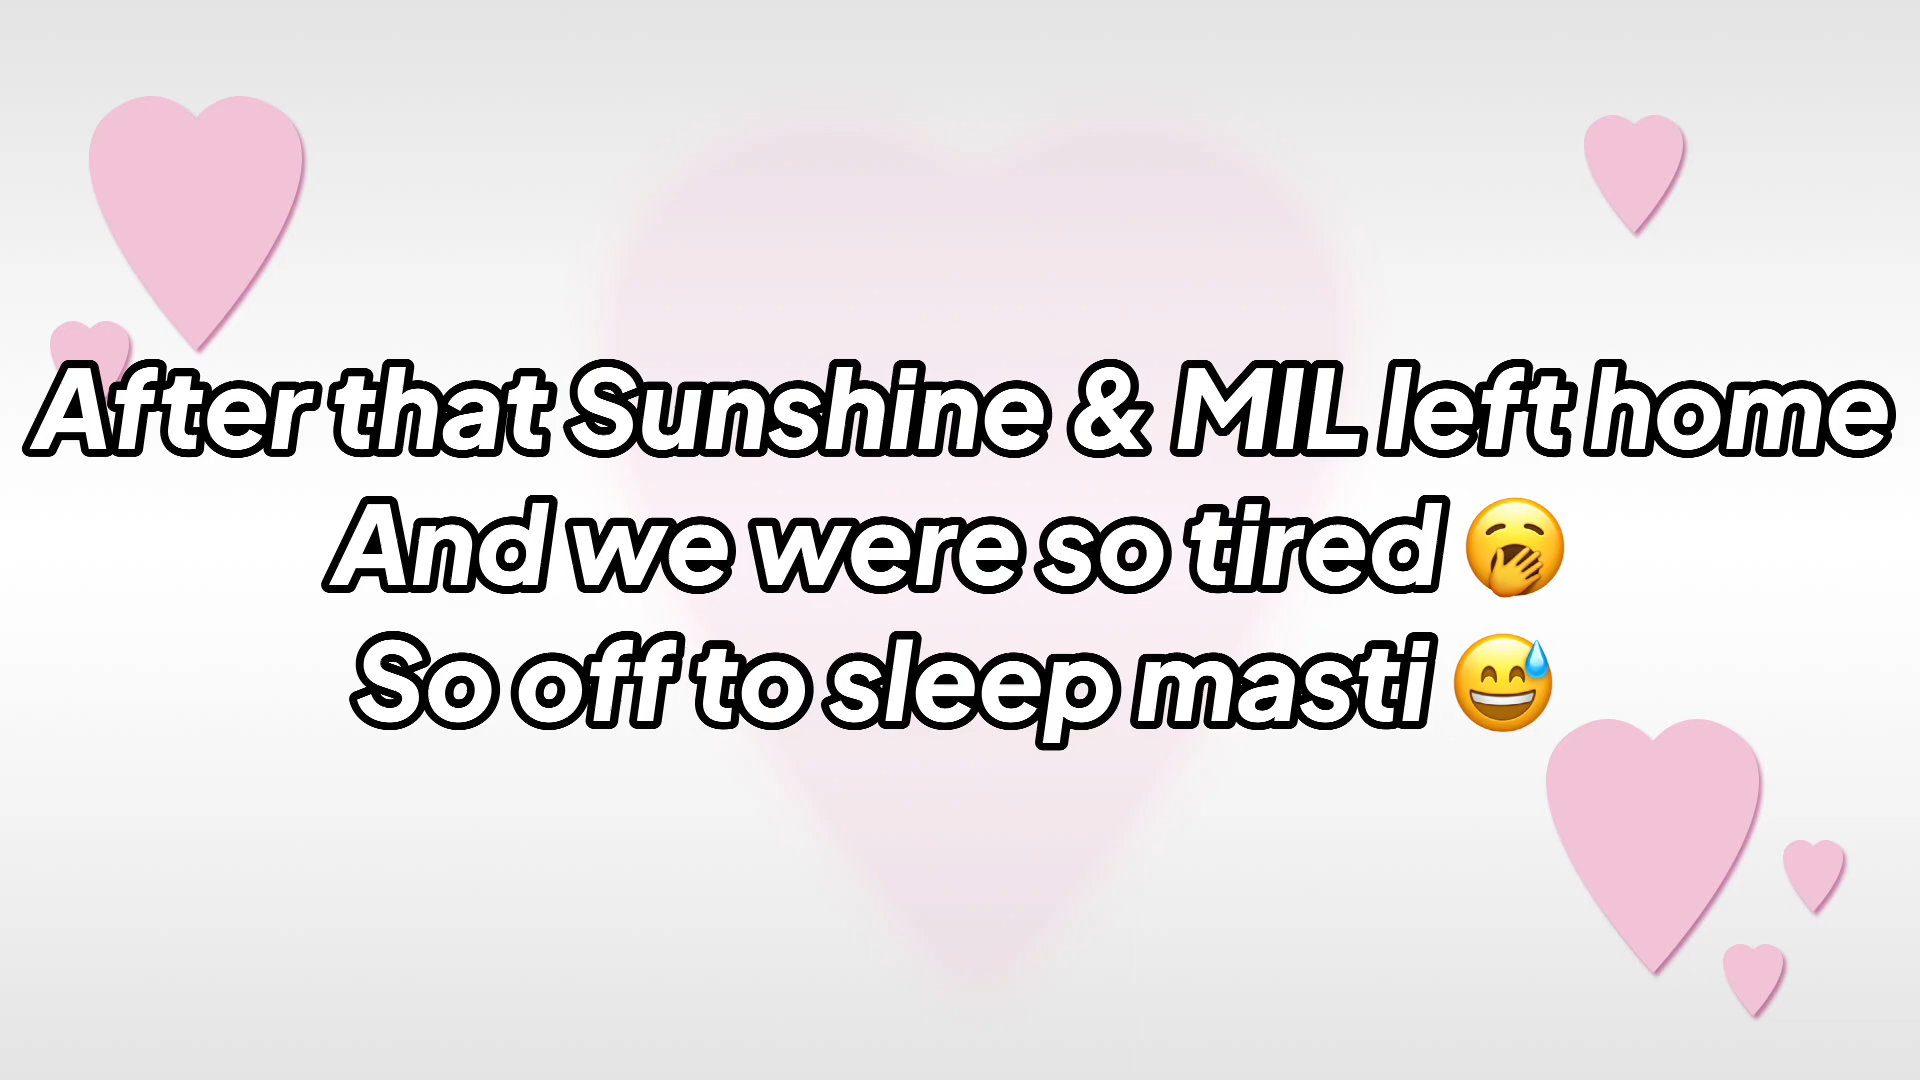 After that Sunshine & MIL left home
And we were so tired 🥱
So off to sleep masti 😅